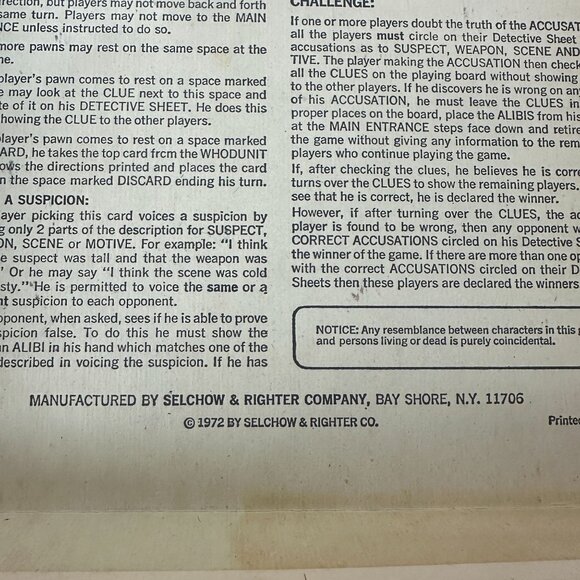 rection, but players may not move back and forth
same turn. Players may not move to the MAIN
NCE unless instructed to do so.
more pawns may rest on the same space at the
me.
player's pawn comes to rest on a space marked
e may look at the CLUE next to this space and
te of it on his DETECTIVE SHEET. He does this
showing the CLUE to the other players.
player's pawn comes to rest on a space marked
ARD, he takes the top card from the WHODUNIT
ows the directions printed and places the card
n the space marked DISCARD ending his turn.
A SUSPICION:
ayer picking this card voices a suspicion by
g only 2 parts of the description for SUSPECT,
ON, SCENE or MOTIVE. For example: "I think
e suspect was tall and that the weapon was
" Or he may say "I think the scene was cold
sty." He is permitted to voice the same or a
nt suspicion to each opponent.
pponent, when asked, sees if he is able to prove
spicion false. To do this he must show the
n ALIBI in his hand which matches one of the
described in voicing the suspicion. If he has
CHALLENGE:
If one or more players doubt the truth of the ACCUSAT
all the players must circle on their Detective Sheet
accusations as to SUSPECT, WEAPON, SCENE AND
TIVE. The player making the ACCUSATION then check
all the CLUES on the playing board without showing
to the other players. If he discovers he is wrong on any
of his ACCUSATION, he must leave the CLUES in
proper places on the board, place the ALIBIS from his
at the MAIN ENTRANCE steps face down and retire
the game without giving any information to the rem
players who continue playing the game.
If, after checking the clues, he believes he is corre
turns over the CLUES to show the remaining players.
see that he is correct, he is declared the winner.
However, if after turning over the CLUES, the ac
player is found to be wrong, then any opponent w
CORRECT ACCUSATIONS circled on his Detective S
the winner of the game. If there are more than one op
with the correct ACCUSATIONS circled on their D
Sheets then these players are declared the winners
NOTICE: Any resemblance between characters in this g
and persons living or dead is purely coincidental.
MANUFACTURED BY SELCHOW & RIGHTER COMPANY, BAY SHORE, N.Y. 11706
© 1972 BY SELCHOW & RIGHTER CO.
Printed